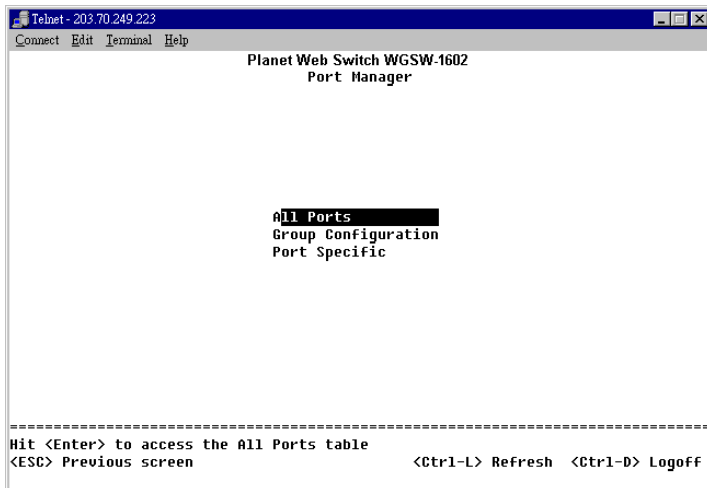 Telnet - 203.70.249.223
Connect Edit Terminal Help
Planet Web Switch WGSW-1602
Port Manager
All Ports
Group Configuration
Port Specific
================================================================================
Hit <Enter> to access the All Ports table
<ESC> Previous screen <Ctrl-L> Refresh <Ctrl-D> Logoff